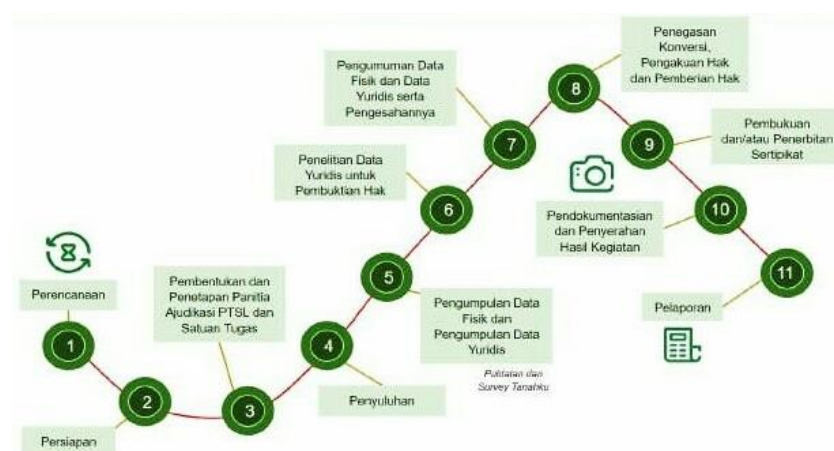 1
Perencanaan
2
Persiapan
3
Pembentukan dan
Penetapan Panitia
Ajudikasi PTSL dan
Satuan Tugas
4
Penyuluhan
5
Pengumpulan Data
Fisik dan
Pengumpulan Data
Yuridis
dan
Survey Tanahku
6
Penelitian Data
Yuridis untuk
Pembuktian Hak
7
Pengumuman Data
Fisik dan Data
Yuridis serta
Pengesahannya
8
Penegasan
Konversi,
Pengakuan Hak
dan Pemberian Hak
9
Pembukuan
dan/atau Penerbitan
Sertipikat
10
Pendokumentasian
dan Penyerahan
Hasil Kegiatan
11
Pelaporan